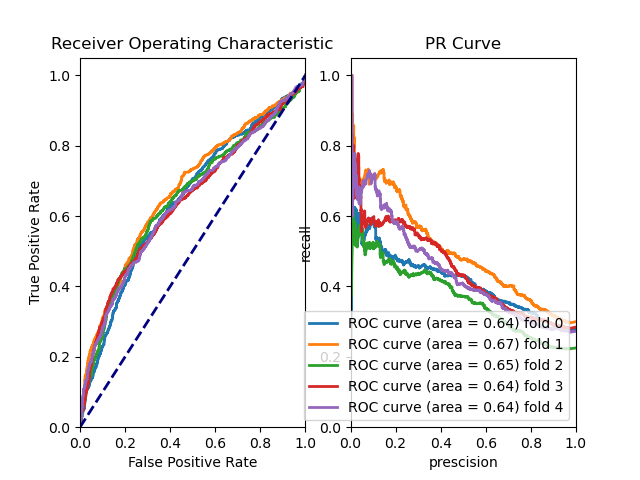 Receiver Operating Characteristic
1.0
0.8
0.6
0.4
0.2
0.0
True Positive Rate
0.0 0.2 0.4 0.6 0.8 1.0
False Positive Rate
PR Curve
1.0
0.8
0.6
0.4
0.2
0.0
recall
0.0 0.2 0.4 0.6 0.8 1.0
prescision
ROC curve (area = 0.64) fold 0
ROC curve (area = 0.67) fold 1
ROC curve (area = 0.65) fold 2
ROC curve (area = 0.64) fold 3
ROC curve (area = 0.64) fold 4